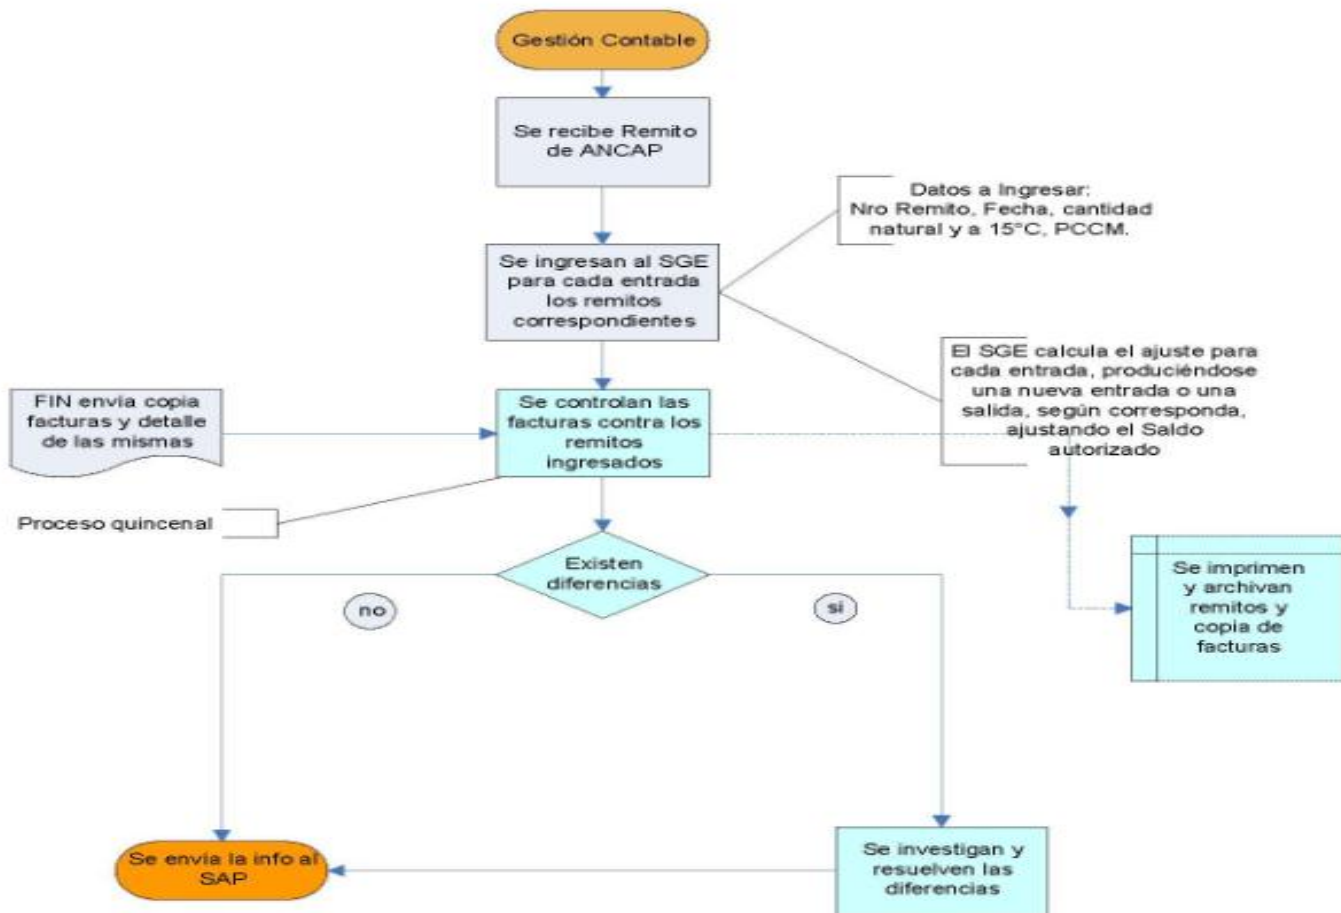 Gestión Contable
Se recibe Remito
de ANCAP
Datos a Ingresar:
Nro Remito, Fecha, cantidad
natural y a 15°C, PCCM.
Se ingresan al SGE
para cada entrada
los remitos
correspondientes
El SGE calcula el ajuste para
cada entrada, produciéndose
una nueva entrada o una
salida, según corresponda,
ajustando el Saldo
autorizado
FIN envia copia
facturas y detalle
de las mismas
Se controlan las
facturas contra los
remitos
ingresados
Proceso quincenal
Existen
diferencias
no
si
Se imprimen
y archivan
remitos y
copia de
facturas
Se envia la info al
SAP
Se investigan y
resuelven las
diferencias